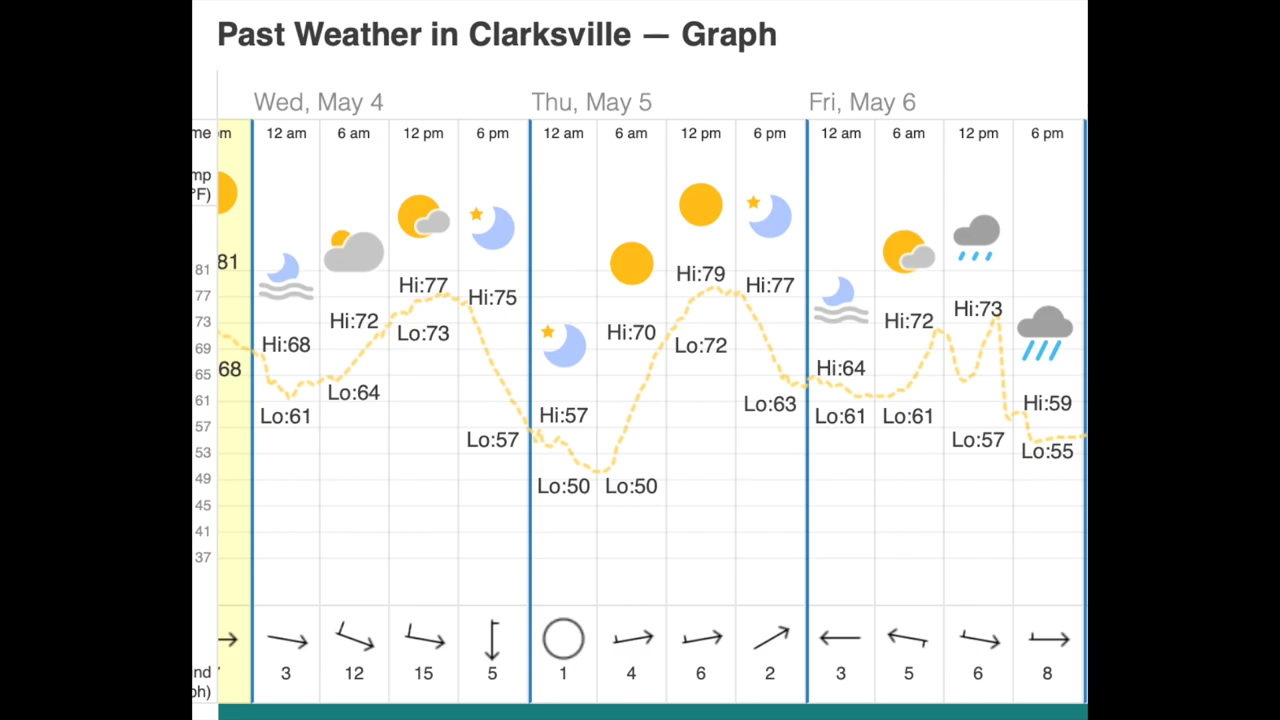 Past Weather in Clarksville — Graph
Wed, May 4 Thu, May 5 Fri, May 6
me m 12 am 6 am 12 pm 6 pm 12 am 6 am 12 pm 6 pm 12 am 6 am 12 pm 6 pm
mp
°F)
81
68
81
77
73
69
65
61
57
53
49
45
41
37
Hi:68 Hi:72 Hi:77 Hi:75 Hi:57 Hi:70 Hi:79 Hi:77 Hi:64 Hi:72 Hi:73 Hi:59
Lo:61 Lo:64 Lo:73 Lo:57 Lo:50 Lo:50 Lo:72 Lo:63 Lo:61 Lo:61 Lo:57 Lo:55
nd 3 12 15 5 1 4 6 2 3 5 6 8
ph)